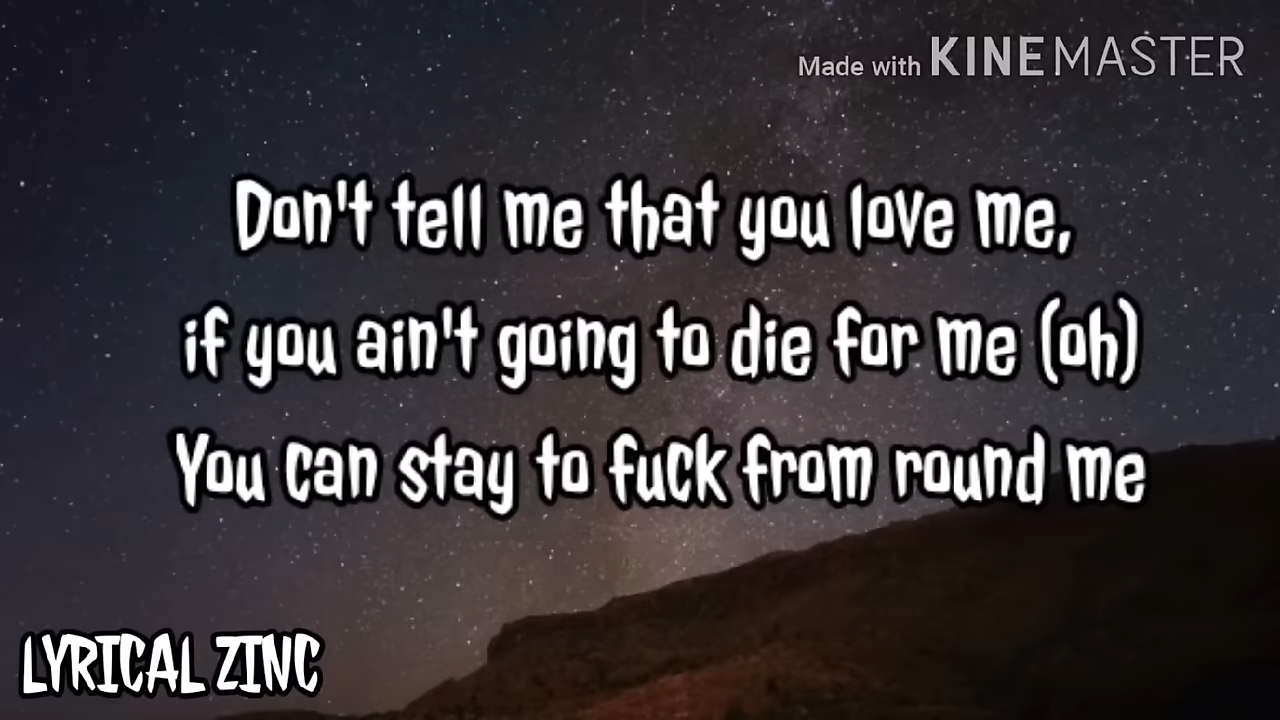 Made with KINEMASTER
Don't tell me that you love me,
if you ain't going to die for me (oh)
You can stay to fuck from round me
LYRICAL ZINC